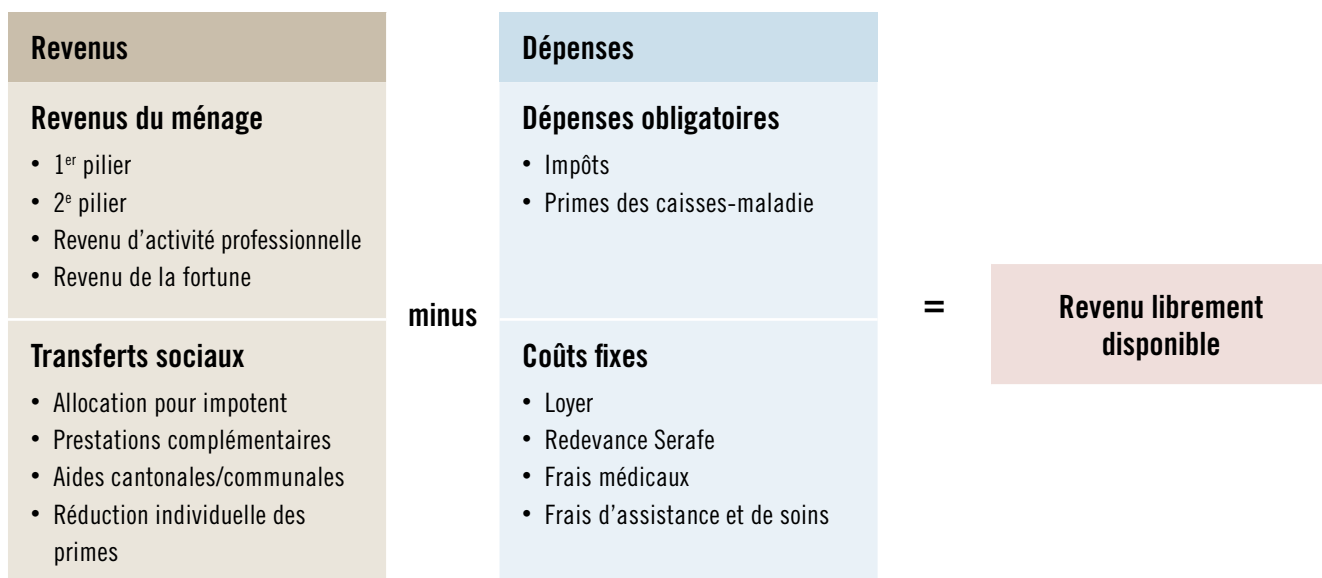 Revenus
Revenus du ménage
• 1er pilier
• 2e pilier
• Revenu d’activité professionnelle
• Revenu de la fortune
Transferts sociaux
• Allocation pour impotent
• Prestations complémentaires
• Aides cantonales/communales
• Réduction individuelle des
primes
minus
Dépenses
Dépenses obligatoires
• Impôts
• Primes des caisses-maladie
Coûts fixes
• Loyer
• Redevance Serafe
• Frais médicaux
• Frais d’assistance et de soins
=
Revenu librement
disponible